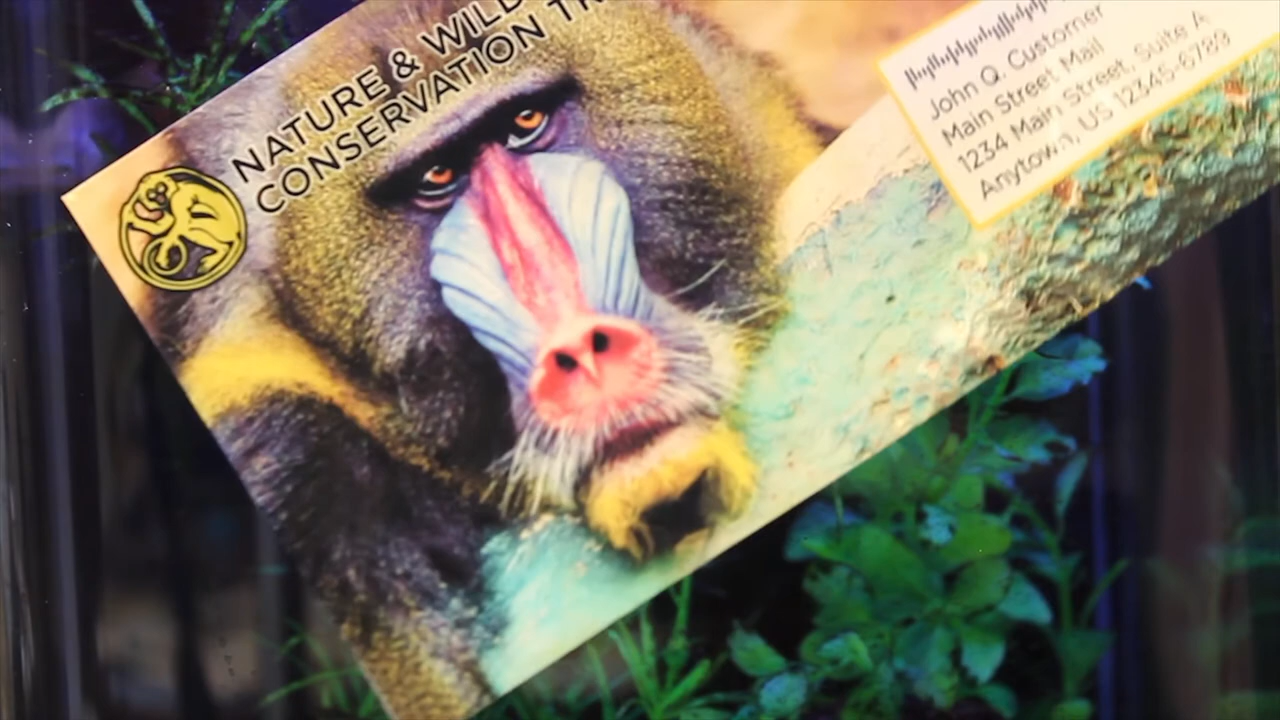 NATURE & WILD
CONSERVATION TR
John Q. Customer
Main Street Mail
1234 Main Street, Suite A
Anytown, US 12345-6789